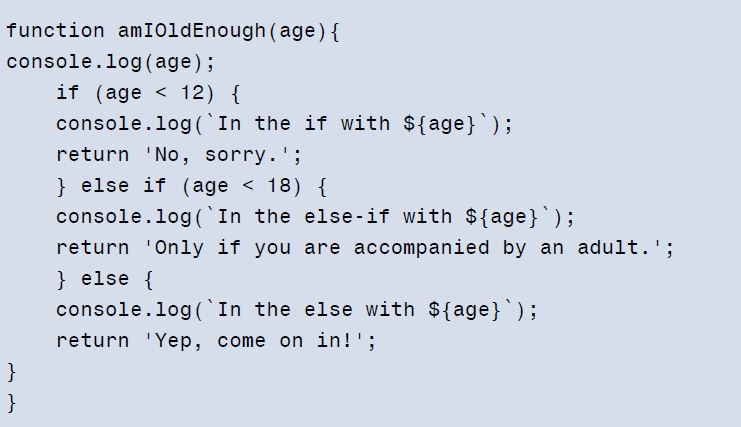 function amIOldEnough(age){
console.log(age);
    if (age < 12) {
    console.log(`In the if with ${age}`);
    return 'No, sorry.';
    } else if (age < 18) {
    console.log(`In the else-if with ${age}`);
    return 'Only if you are accompanied by an adult.';
    } else {
    console.log(`In the else with ${age}`);
    return 'Yep, come on in!';
}
}